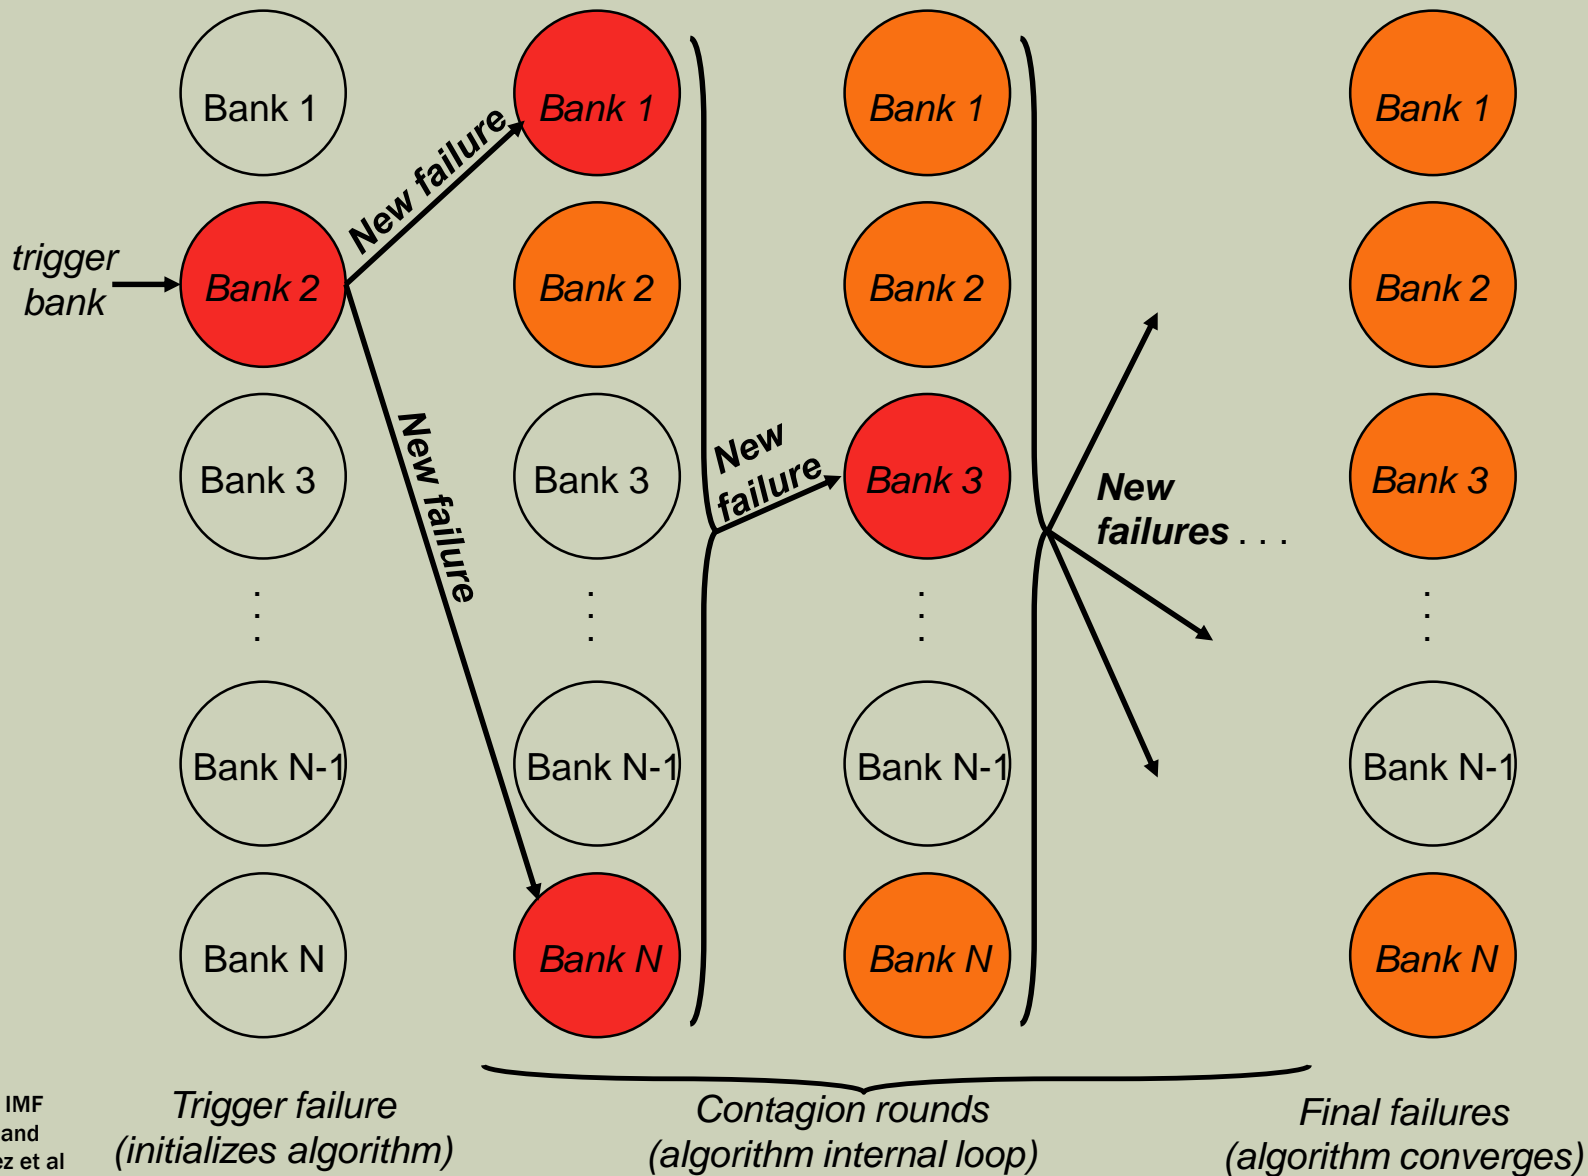 Bank 1
trigger
bank
Bank 2
Bank 3
.
.
.
Bank N-1
Bank N
Trigger failure
(initializes algorithm)
New failure
New failure
Bank 1
Bank 2
Bank 3
.
.
.
Bank N-1
Bank N
New
failure
Bank 1
Bank 2
Bank 3
.
.
.
Bank N-1
Bank N
Contagion rounds
(algorithm internal loop)
New
failures . . .
Bank 1
Bank 2
Bank 3
.
.
.
Bank N-1
Bank N
Final failures
(algorithm converges)
IMF
and
ez et al